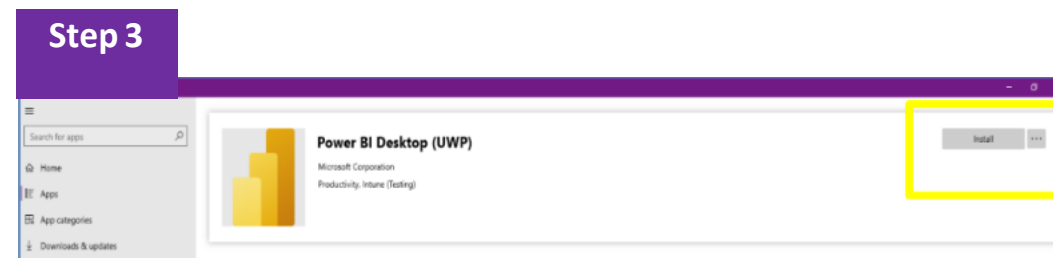 Step 3
Search for apps
Home
Apps
App categories
Downloads & updates
Power BI Desktop (UWP)
Microsoft Corporation
Productivity, Intune (Testing)
Install